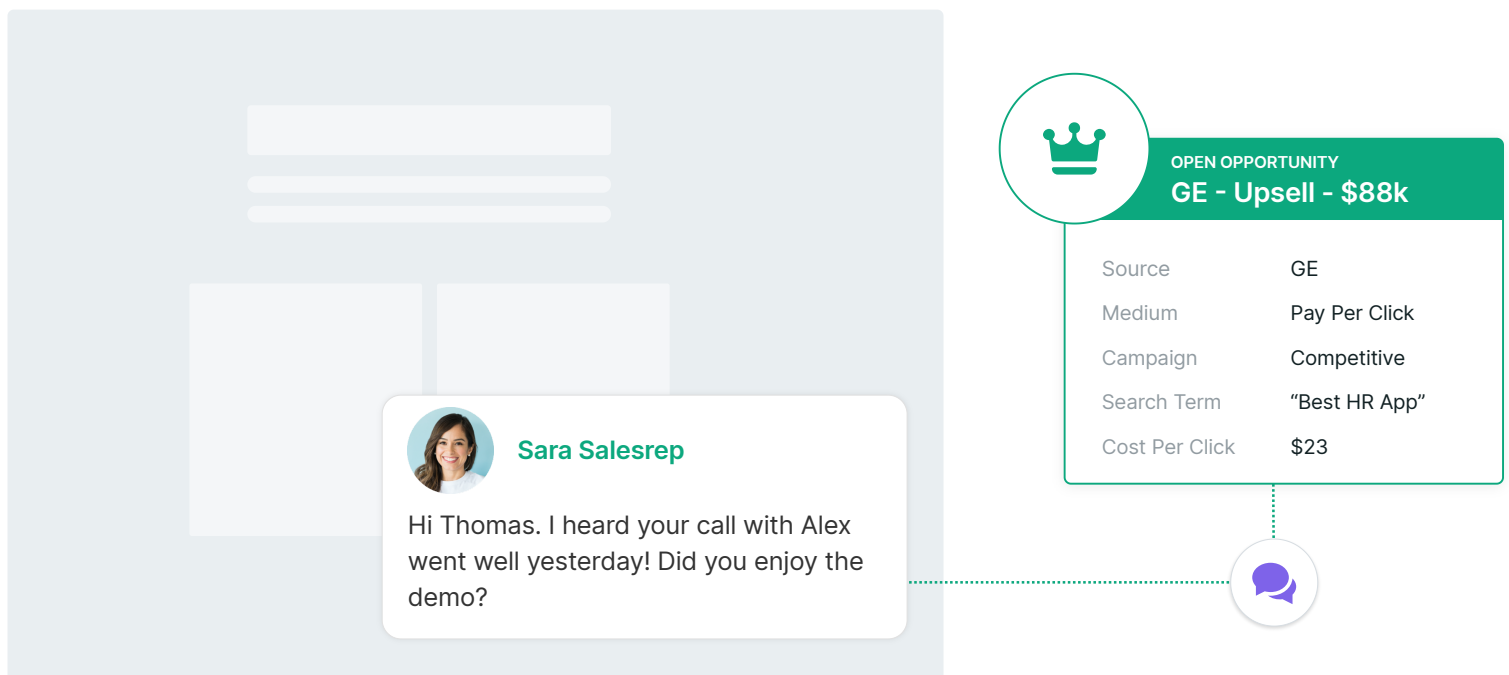 Sara Salesrep
Hi Thomas. I heard your call with Alex
went well yesterday! Did you enjoy the
demo?
OPEN OPPORTUNITY
GE - Upsell - $88k
Source GE
Medium Pay Per Click
Campaign Competitive
Search Term “Best HR App”
Cost Per Click $23